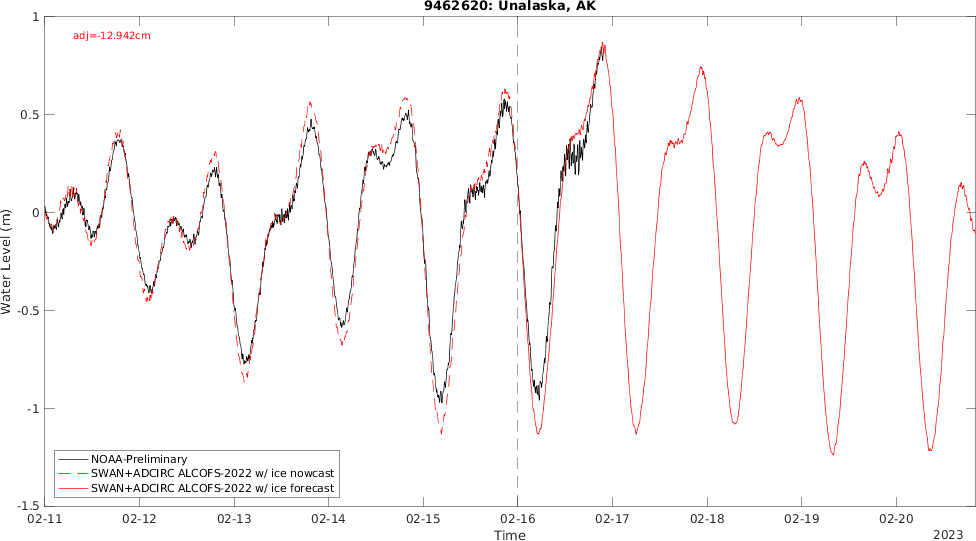 9462620: Unalaska, AK
adj=-12.942cm
1
0.5
0
-0.5
-1
-1.5
Water Level (m)
NOAA-Preliminary
SWAN+ADCIRC ALCOFS-2022 w/ ice nowcast
SWAN+ADCIRC ALCOFS-2022 w/ ice forecast
02-11 02-12 02-13 02-14 02-15 02-16 02-17 02-18 02-19 02-20
Time
2023